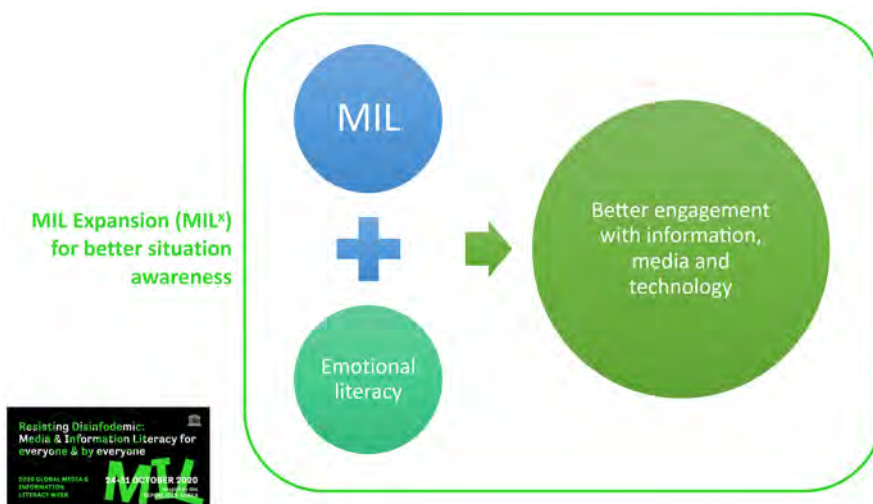 MIL Expansion (MILˣ)
for better situation
awareness
MIL
Emotional
literacy
Better engagement
with information,
media and
technology
Resisting Disinfodemic:
Media & Information Literacy for
everyone & by everyone
2020 GLOBAL MEDIA &
INFORMATION
LITERACY WEEK
24-31 OCTOBER 2020
MIL